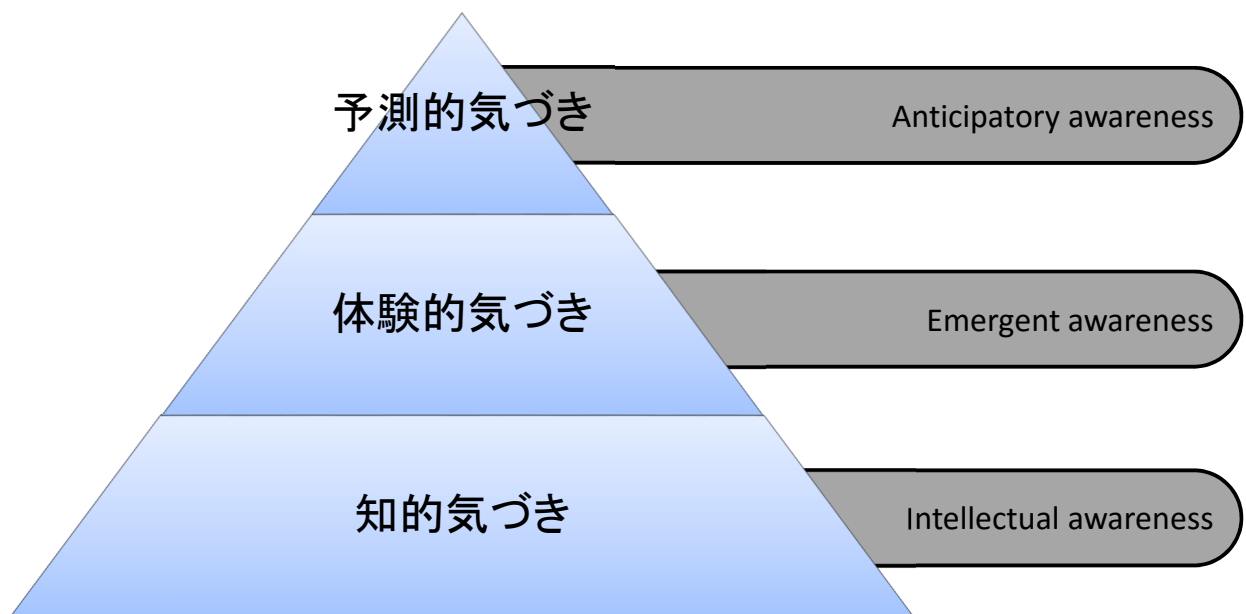 予測的気づき
Anticipatory awareness
体験的気づき
Emergent awareness
知的気づき
Intellectual awareness